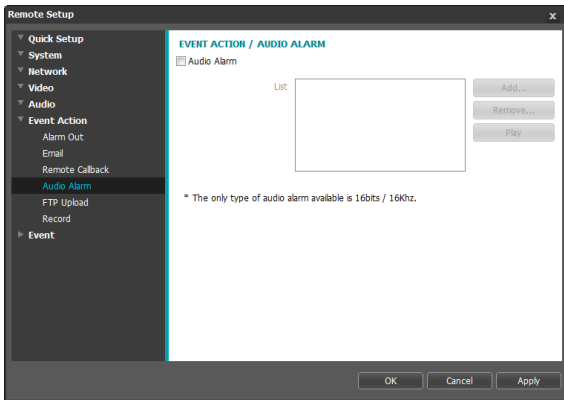 Remote Setup
x
Quick Setup
System
Network
Video
Audio
Event Action
Alarm Out
Email
Remote Callback
Audio Alarm
FTP Upload
Record
Event
EVENT ACTION / AUDIO ALARM
Audio Alarm
List
Add...
Remove...
Play
* The only type of audio alarm available is 16bits / 16Khz.
OK
Cancel
Apply